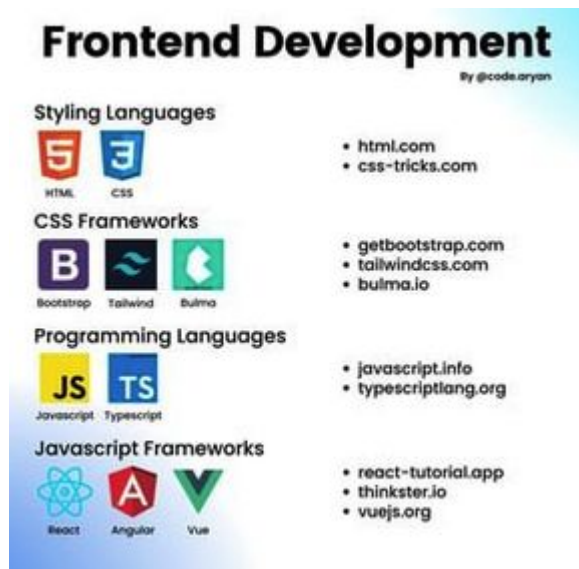 Frontend Development
By @code.aryan
Styling Languages
5 3
HTML CSS
html.com
css-tricks.com
CSS Frameworks
B
Bootstrap Tailwind Bulma
getbootstrap.com
tailwindcss.com
bulma.io
Programming Languages
JS TS
Javascript Typescript
javascript.info
typescriptlang.org
Javascript Frameworks
A
React Angular Vue
react-tutorial.app
thinkster.io
vuejs.org